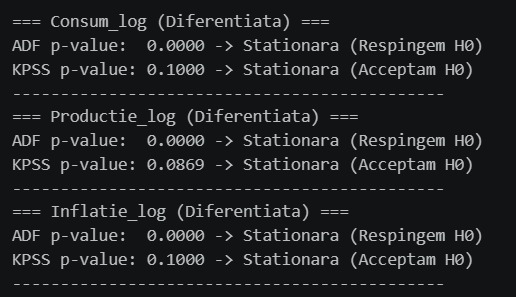 === Consum_log (Diferentiata) ===
ADF p-value:  0.0000 -> Stationara (Respingem H0)
KPSS p-value: 0.1000 -> Stationara (Acceptam H0)
---------------------------------------------
=== Productie_log (Diferentiata) ===
ADF p-value:  0.0000 -> Stationara (Respingem H0)
KPSS p-value: 0.0869 -> Stationara (Acceptam H0)
---------------------------------------------
=== Inflatie_log (Diferentiata) ===
ADF p-value:  0.0000 -> Stationara (Respingem H0)
KPSS p-value: 0.1000 -> Stationara (Acceptam H0)
---------------------------------------------